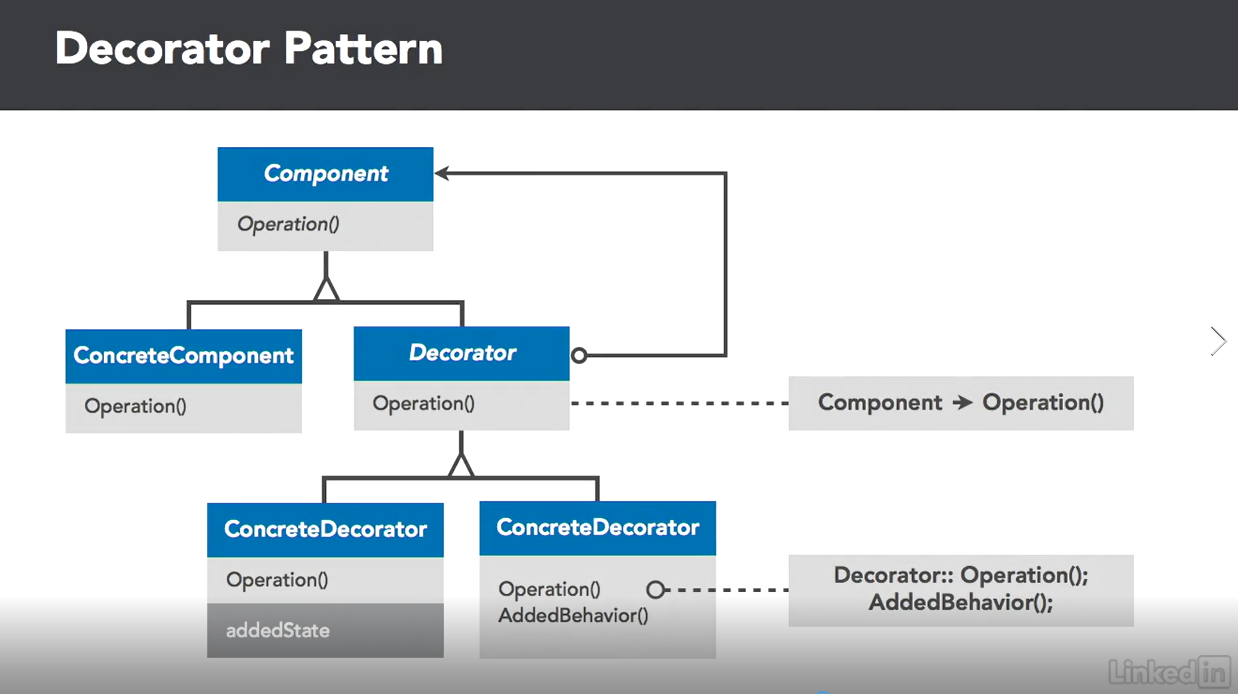 Decorator Pattern
Component
Operation()
ConcreteComponent
Operation()
Decorator
Operation()
Component ➔ Operation()
ConcreteDecorator
Operation()
addedState
ConcreteDecorator
Operation()
AddedBehavior()
Decorator:: Operation();
AddedBehavior();
LinkedIn